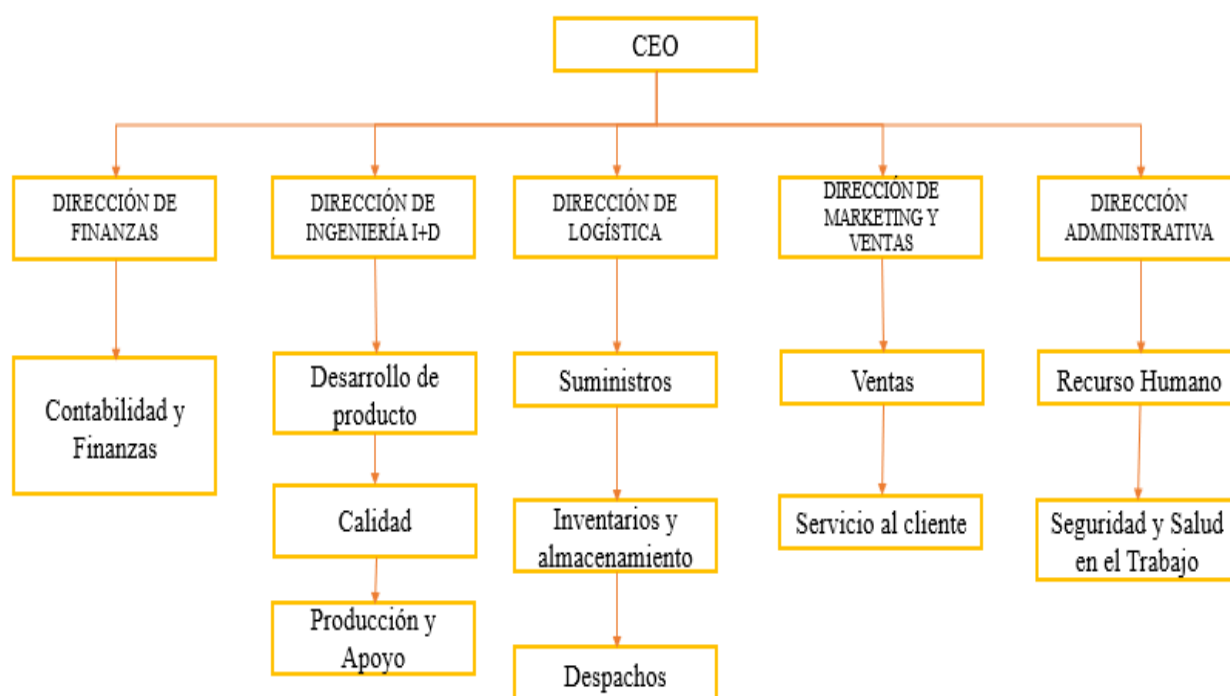 CEO
DIRECCIÓN DE
FINANZAS
DIRECCIÓN DE
INGENIERÍA I+D
DIRECCIÓN DE
LOGÍSTICA
DIRECCIÓN DE
MARKETING Y
VENTAS
DIRECCIÓN
ADMINISTRATIVA
Contabilidad y
Finanzas
Desarrollo de
producto
Suministros
Ventas
Recurso Humano
Calidad
Inventarios y
almacenamiento
Servicio al cliente
Seguridad y Salud
en el Trabajo
Producción y
Apoyo
Despachos